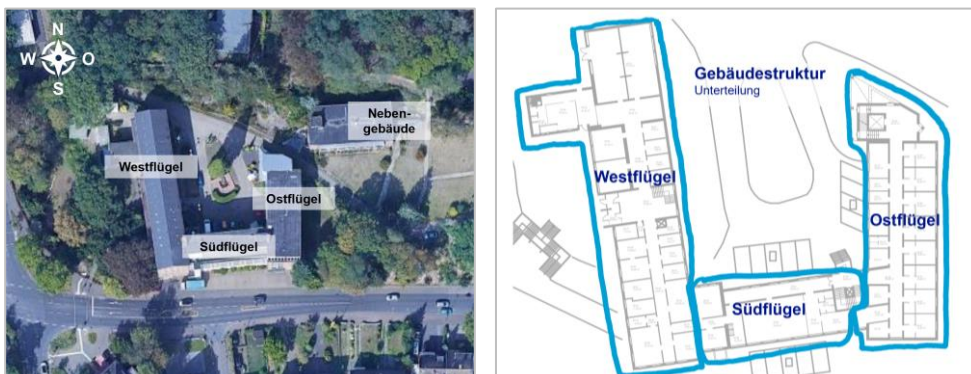 N
W O
S
Neben-
gebäude
Westflügel
Ostflügel
Südflügel
Gebäudestruktur
Unterteilung
Westflügel
Ostflügel
Südflügel